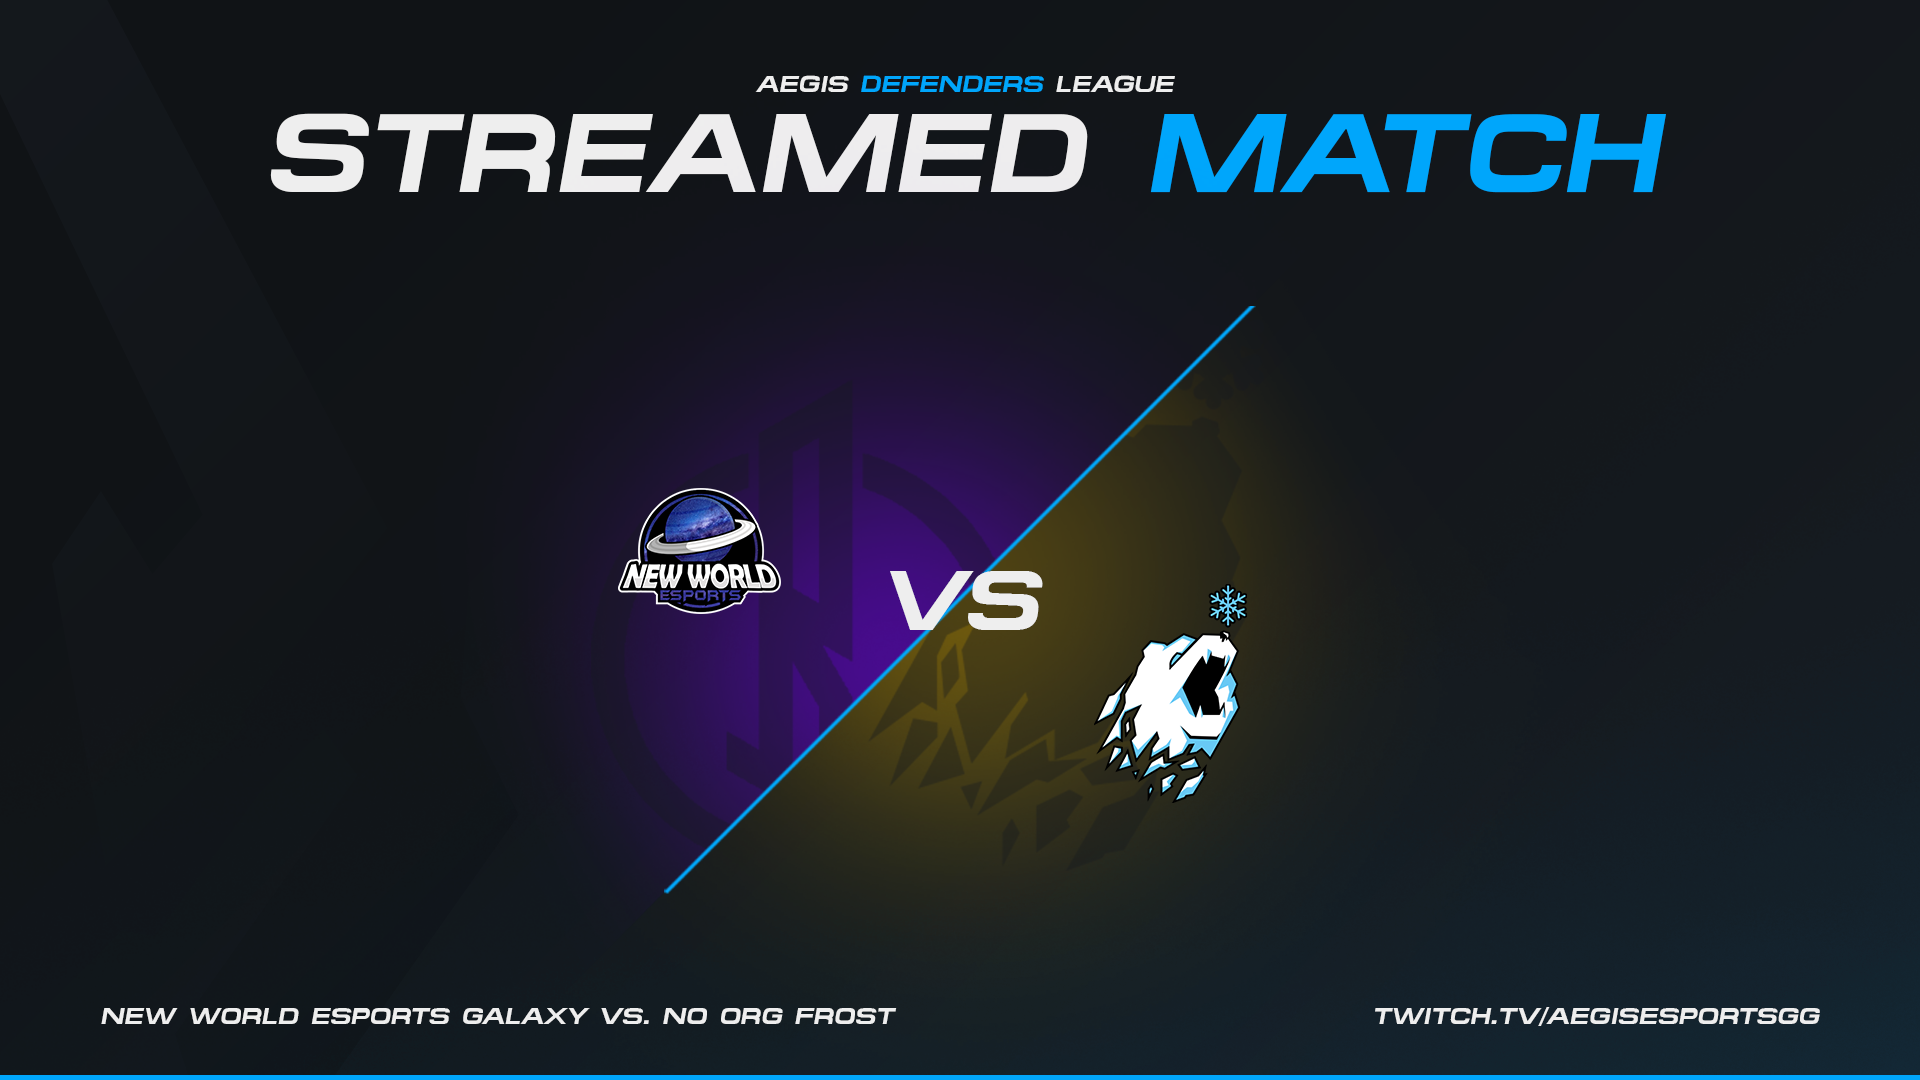 AEGIS DEFENDERS LEAGUE
STREAMED MATCH
NEW WORLD
ESPORTS
VS
NEW WORLD ESPORTS GALAXY VS. NO ORG FROST
TWITCH.TV/AEGISESPORTSGG